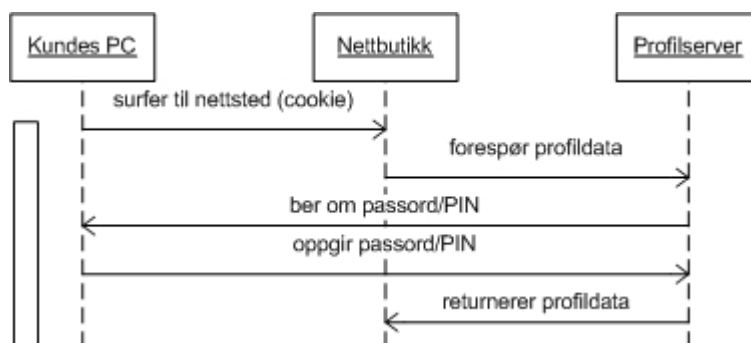 Kundes PC
Nettbutikk
Profilserver
surfer til nettsted (cookie)
forespør profildata
ber om passord/PIN
oppgir passord/PIN
returnerer profildata